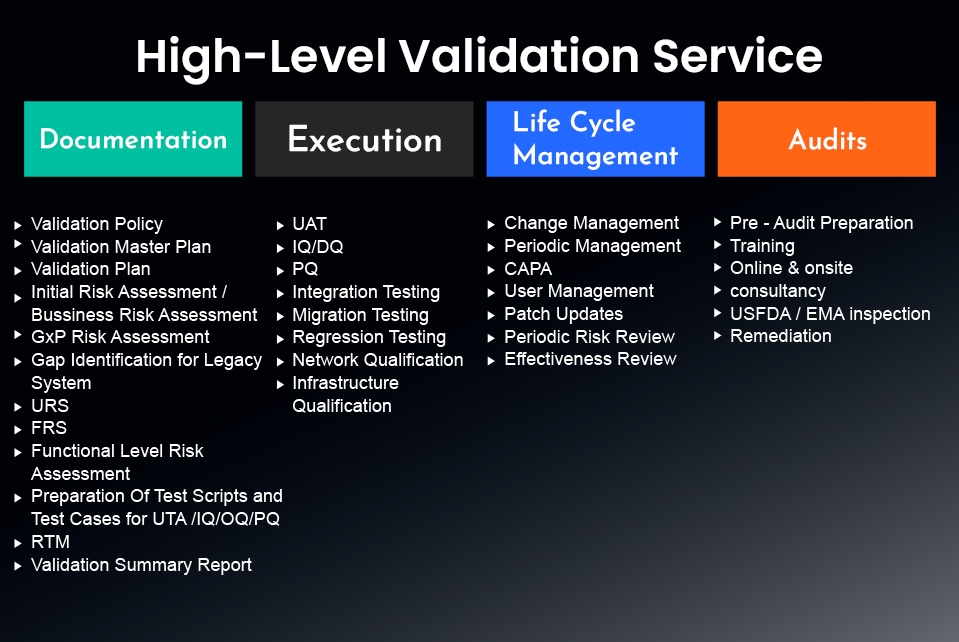 High-Level Validation Service
Documentation
Validation Policy
Validation Master Plan
Validation Plan
Initial Risk Assessment /
Bussiness Risk Assessment
GxP Risk Assessment
Gap Identification for Legacy
System
URS
FRS
Functional Level Risk
Assessment
Preparation Of Test Scripts and
Test Cases for UTA /IQ/OQ/PQ
RTM
Validation Summary Report
Execution
UAT
IQ/DQ
PQ
Integration Testing
Migration Testing
Regression Testing
Network Qualification
Infrastructure
Qualification
Life Cycle
Management
Change Management
Periodic Management
CAPA
User Management
Patch Updates
Periodic Risk Review
Effectiveness Review
Audits
Pre - Audit Preparation
Training
Online & onsite
consultancy
USFDA / EMA inspection
Remediation